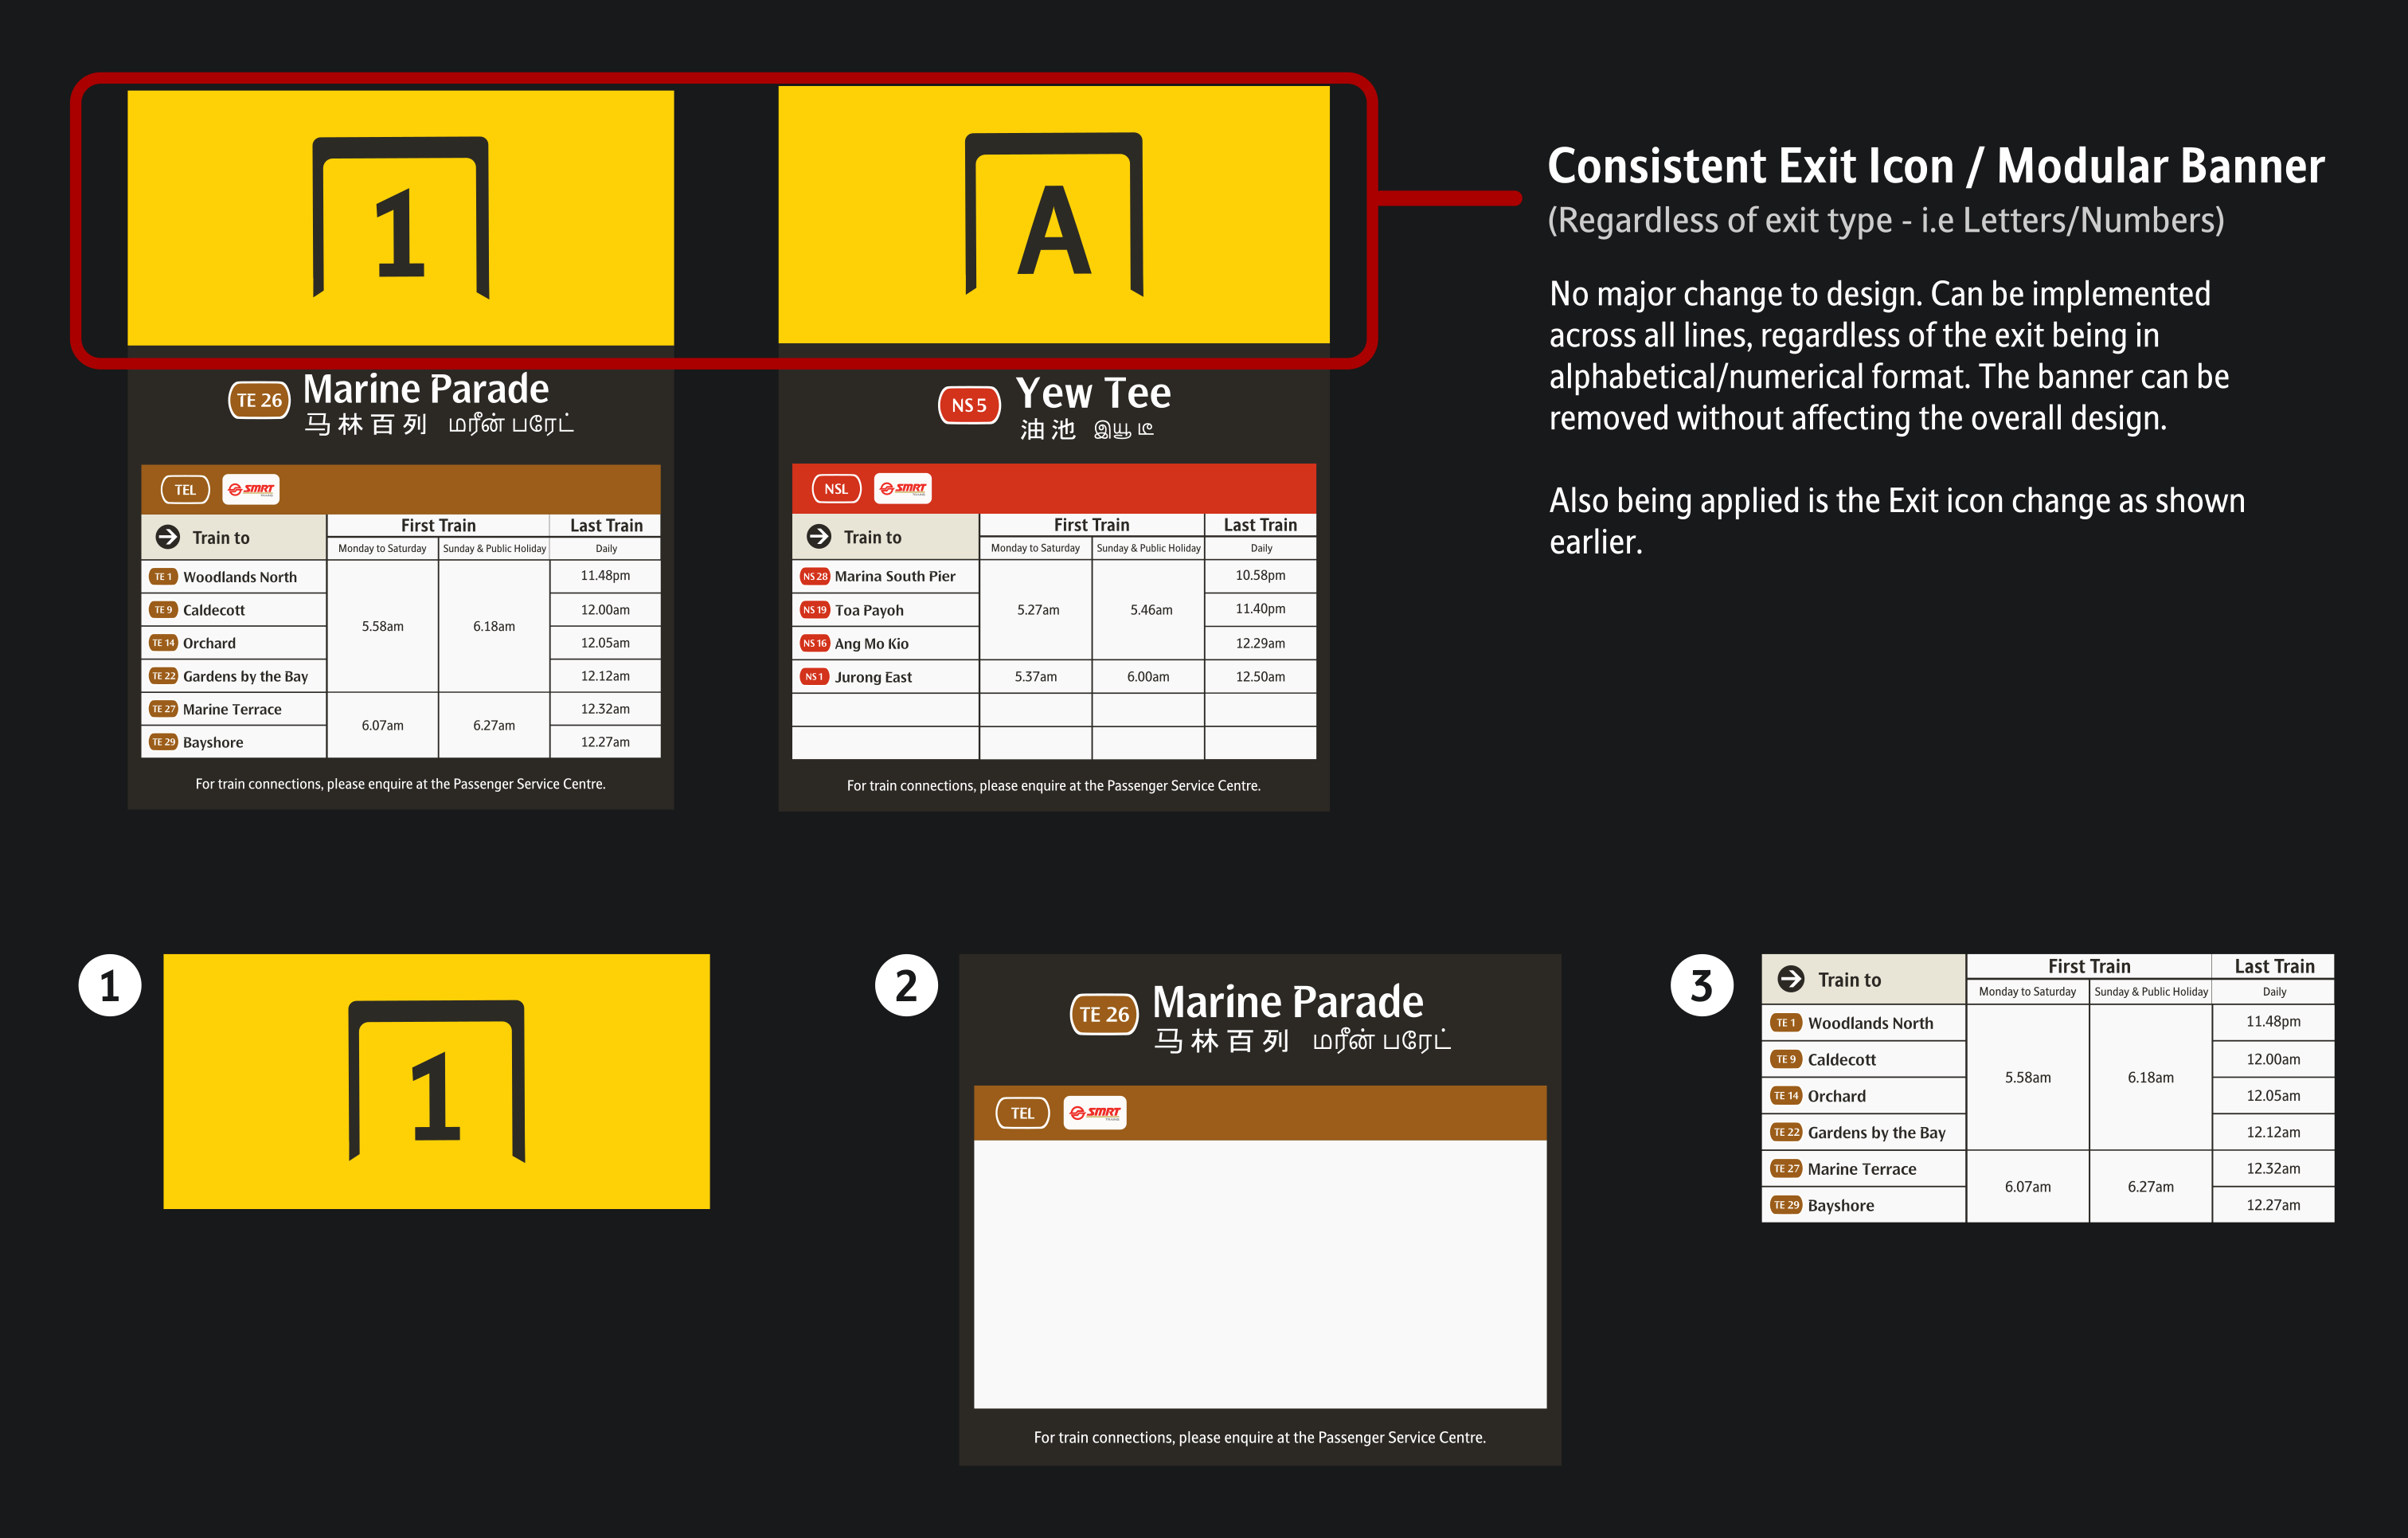 1
A
Consistent Exit Icon / Modular Banner
(Regardless of exit type - i.e Letters/Numbers)
No major change to design. Can be implemented
across all lines, regardless of the exit being in
alphabetical/numerical format. The banner can be
removed without affecting the overall design.
Also being applied is the Exit icon change as shown
earlier.
TE 26 Marine Parade
马林百列 மரீன் பரேட்
TEL SMRT
Train to First Train Last Train
Monday to Saturday Sunday & Public Holiday Daily
TE 1 Woodlands North 11.48pm
TE 9 Caldecott 12.00am
5.58am 6.18am
TE 14 Orchard 12.05am
TE 22 Gardens by the Bay 12.12am
TE 27 Marine Terrace 12.32am
6.07am 6.27am
TE 29 Bayshore 12.27am
For train connections, please enquire at the Passenger Service Centre.
NS 5 Yew Tee
油池 இயூ டீ
NSL SMRT
Train to First Train Last Train
Monday to Saturday Sunday & Public Holiday Daily
NS 28 Marina South Pier 10.58pm
NS 19 Toa Payoh 5.27am 5.46am 11.40pm
NS 16 Ang Mo Kio 12.29am
NS 1 Jurong East 5.37am 6.00am 12.50am
For train connections, please enquire at the Passenger Service Centre.
1
1
2
TE 26 Marine Parade
马林百列 மரீன் பரேட்
TEL SMRT
For train connections, please enquire at the Passenger Service Centre.
3
Train to First Train Last Train
Monday to Saturday Sunday & Public Holiday Daily
TE 1 Woodlands North 11.48pm
TE 9 Caldecott 12.00am
5.58am 6.18am
TE 14 Orchard 12.05am
TE 22 Gardens by the Bay 12.12am
TE 27 Marine Terrace 12.32am
6.07am 6.27am
TE 29 Bayshore 12.27am